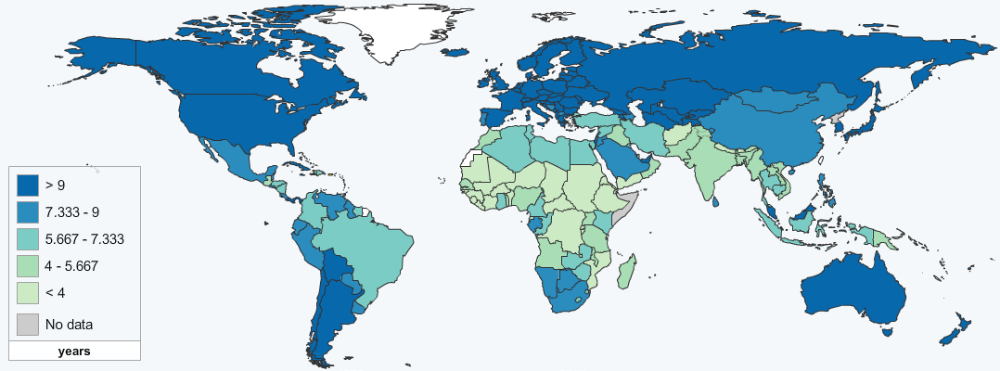 > 9
7.333 - 9
5.667 - 7.333
4 - 5.667
< 4
No data
years